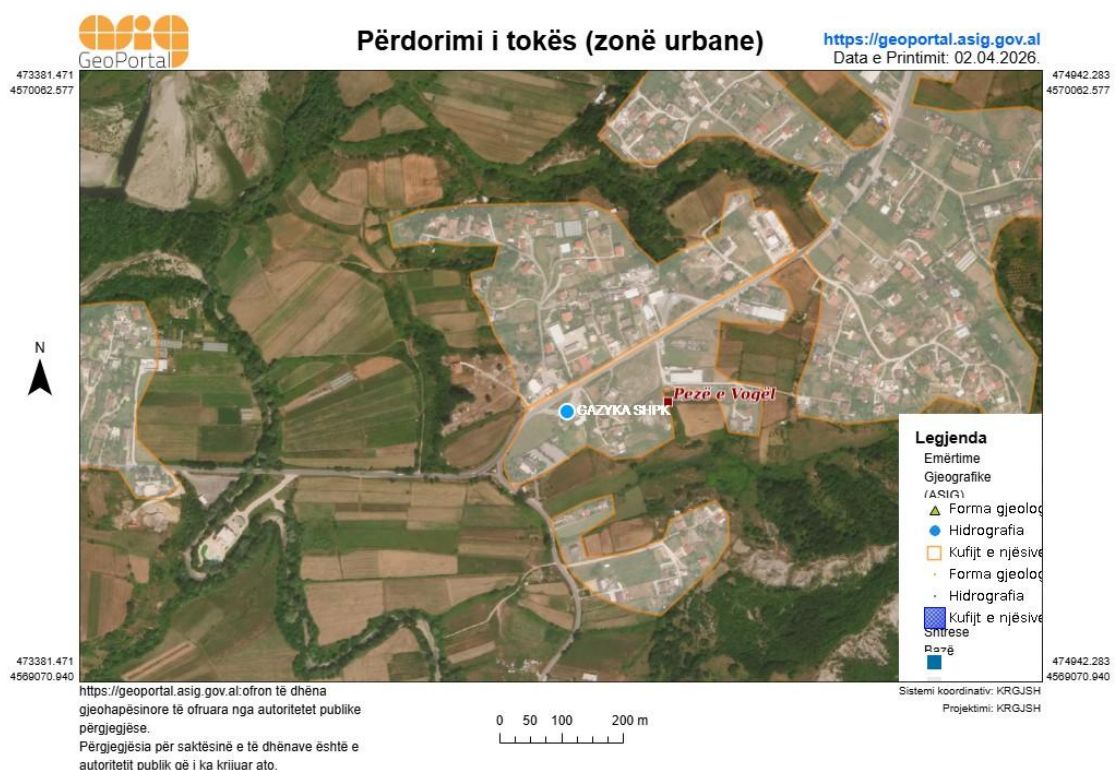 asig
GeoPortal
Përdorimi i tokës (zonë urbane)
https://geoportal.asig.gov.al
Data e Printimit: 02.04.2026.
473381.471
4570062.577
474942.283
4570062.577
N
Pezë e Vogël
GAZYKA SHPK
Legjenda
Emërtime
Gjeografike
(ASIG)
Forma gjeolog
Hidrografia
Kufijt e njësive
Forma gjeolog
Hidrografia
Kufijt e njësive
Shtrese
Bazë
473381.471
4569070.940
474942.283
4569070.940
https://geoportal.asig.gov.al:ofron të dhëna
gjeohapësinore të ofruara nga autoritetet publike
përgjegjëse.
Përgjegjësia për saktësinë e të dhënave është e
autoritetit publik që i ka krijuar ato.
0 50 100 200 m
Sistemi koordinativ: KRGJSH
Projektimi: KRGJSH